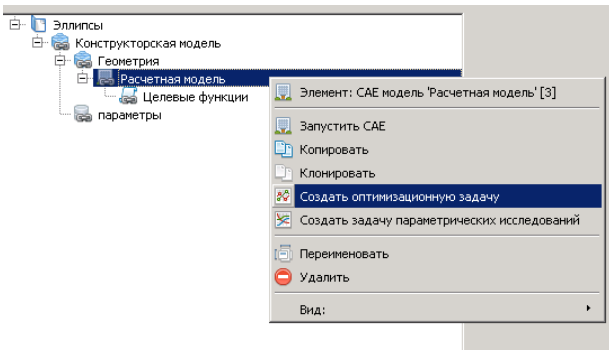 Эллипсы
Конструкторская модель
Геометрия
Расчетная модель
Целевые функции
параметры
Элемент: CAE модель 'Расчетная модель' [3]
Запустить CAE
Копировать
Клонировать
Создать оптимизационную задачу
Создать задачу параметрических исследований
Переименовать
Удалить
Вид: